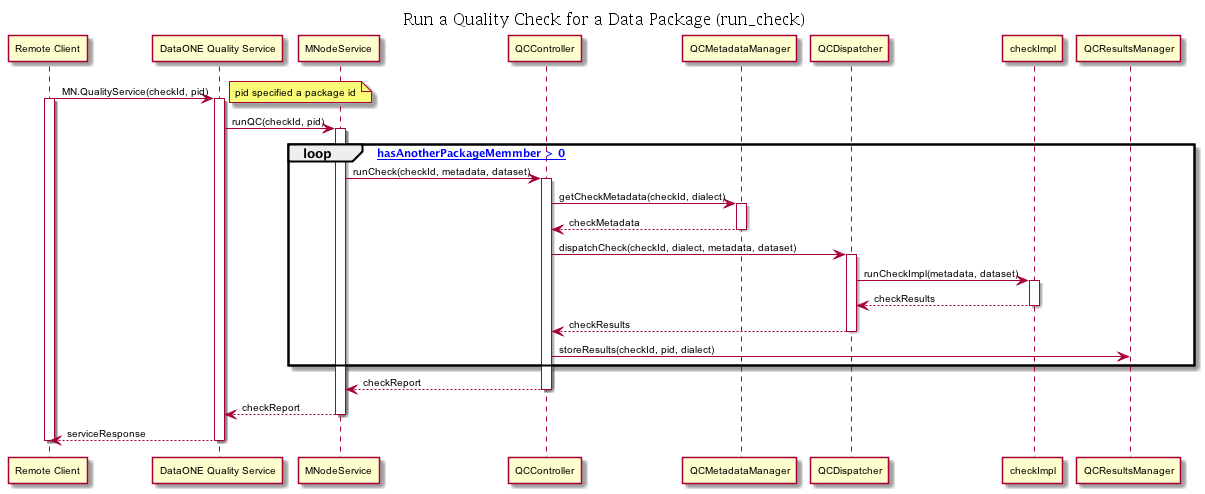 Run a Quality Check for a Data Package (run_check)
Remote Client
DataONE Quality Service
MNodeService
QCController
QCMetadataManager
QCDispatcher
checkImpl
QCResultsManager
MN.QualityService(checkId, pid)
pid specified a package id
runQC(checkId, pid)
loop
hasAnotherPackageMemmber > 0
runCheck(checkId, metadata, dataset)
getCheckMetadata(checkId, dialect)
checkMetadata
dispatchCheck(checkId, dialect, metadata, dataset)
runCheckImpl(metadata, dataset)
checkResults
checkResults
storeResults(checkId, pid, dialect)
checkReport
checkReport
serviceResponse
Remote Client
DataONE Quality Service
MNodeService
QCController
QCMetadataManager
QCDispatcher
checkImpl
QCResultsManager